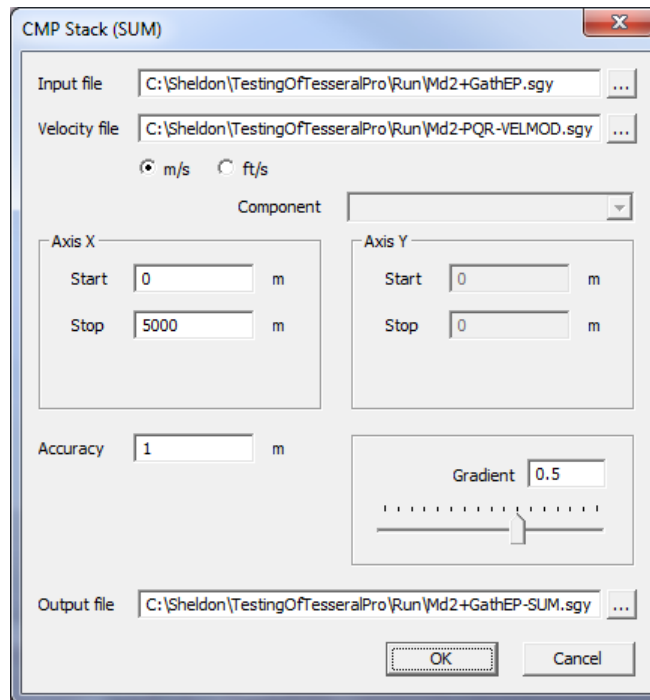 CMP Stack (SUM)
Input file C:\Sheldon\TestingOfTesseralPro\Run\Md2+GathEP.sgy ...
Velocity file C:\Sheldon\TestingOfTesseralPro\Run\Md2-PQR-VELMOD.sgy ...
m/s ft/s
Component
Axis X Axis Y
Start 0 m Start 0 m
Stop 5000 m Stop 0 m
Accuracy 1 m
Gradient 0.5
Output file C:\Sheldon\TestingOfTesseralPro\Run\Md2+GathEP-SUM.sgy ...
OK Cancel